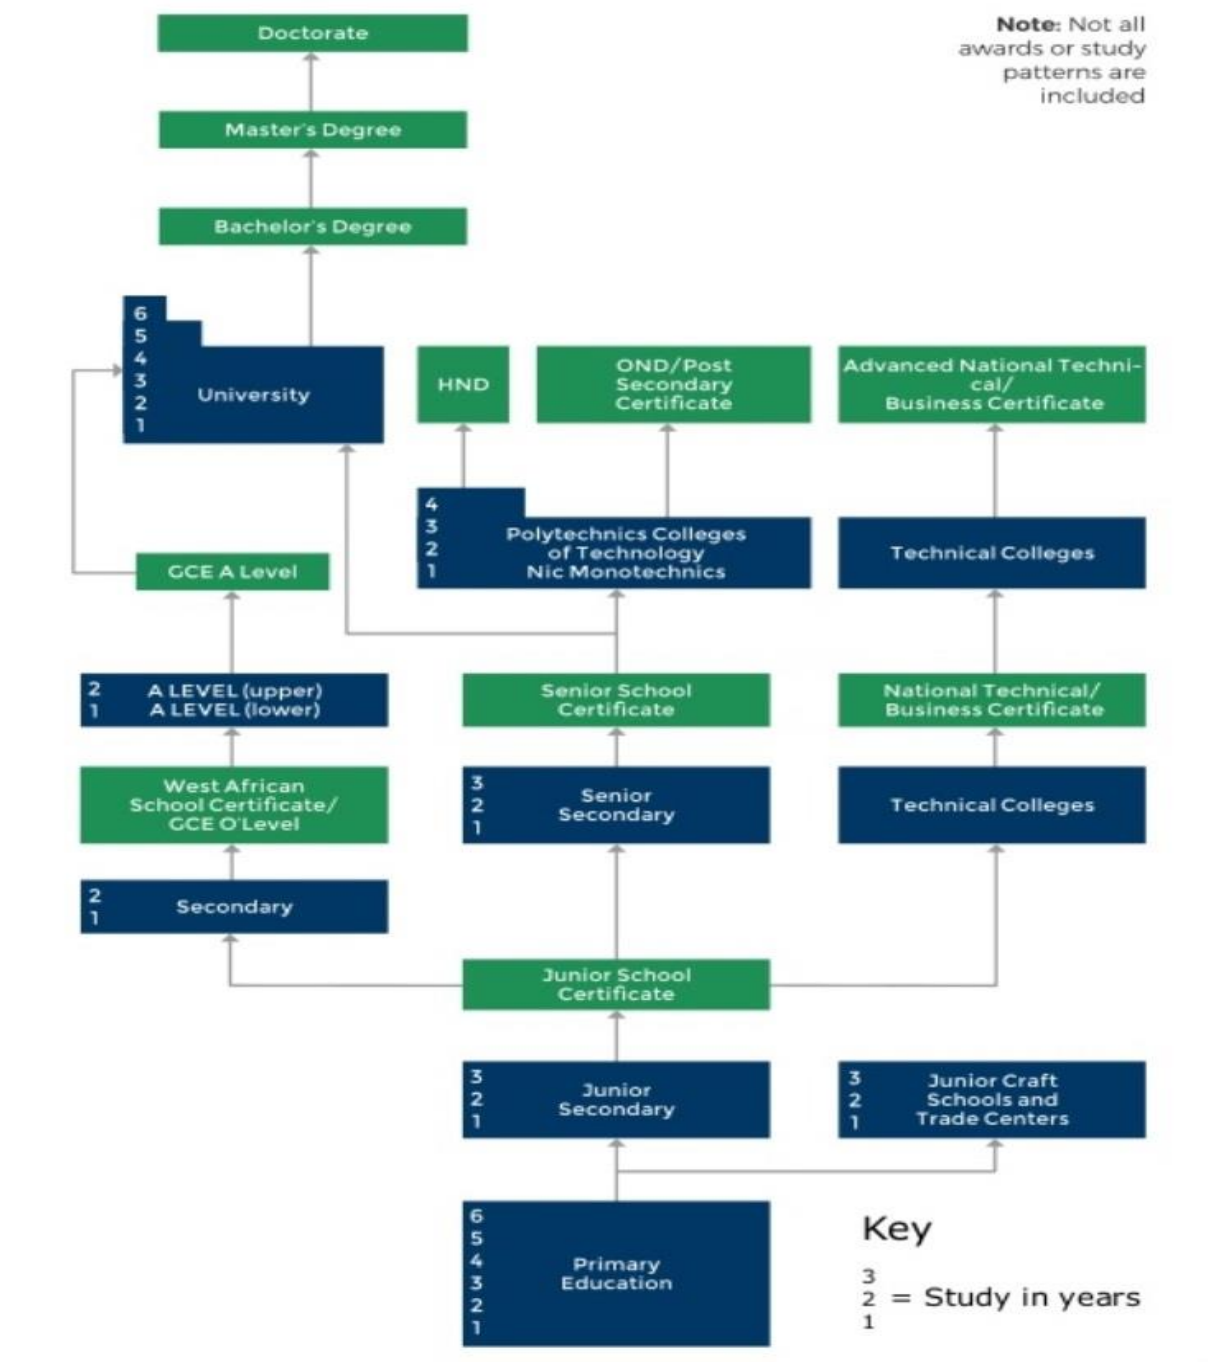 Doctorate
Note: Not all
awards or study
patterns are
included
Master's Degree
Bachelor's Degree
6
5
4
3
2
1
University
HND
OND/Post
Secondary
Certificate
Advanced National Techni-
cal/
Business Certificate
4
3
2
1
Polytechnics Colleges
of Technology
Nic Monotechnics
Technical Colleges
GCE A Level
2
1
A LEVEL (upper)
A LEVEL (lower)
Senior School
Certificate
National Technical/
Business Certificate
West African
School Certificate/
GCE O'Level
3
2
1
Senior
Secondary
Technical Colleges
2
1
Secondary
Junior School
Certificate
3
2
1
Junior
Secondary
3
2
1
Junior Craft
Schools and
Trade Centers
6
5
4
3
2
1
Primary
Education
Key
3
2 = Study in years
1